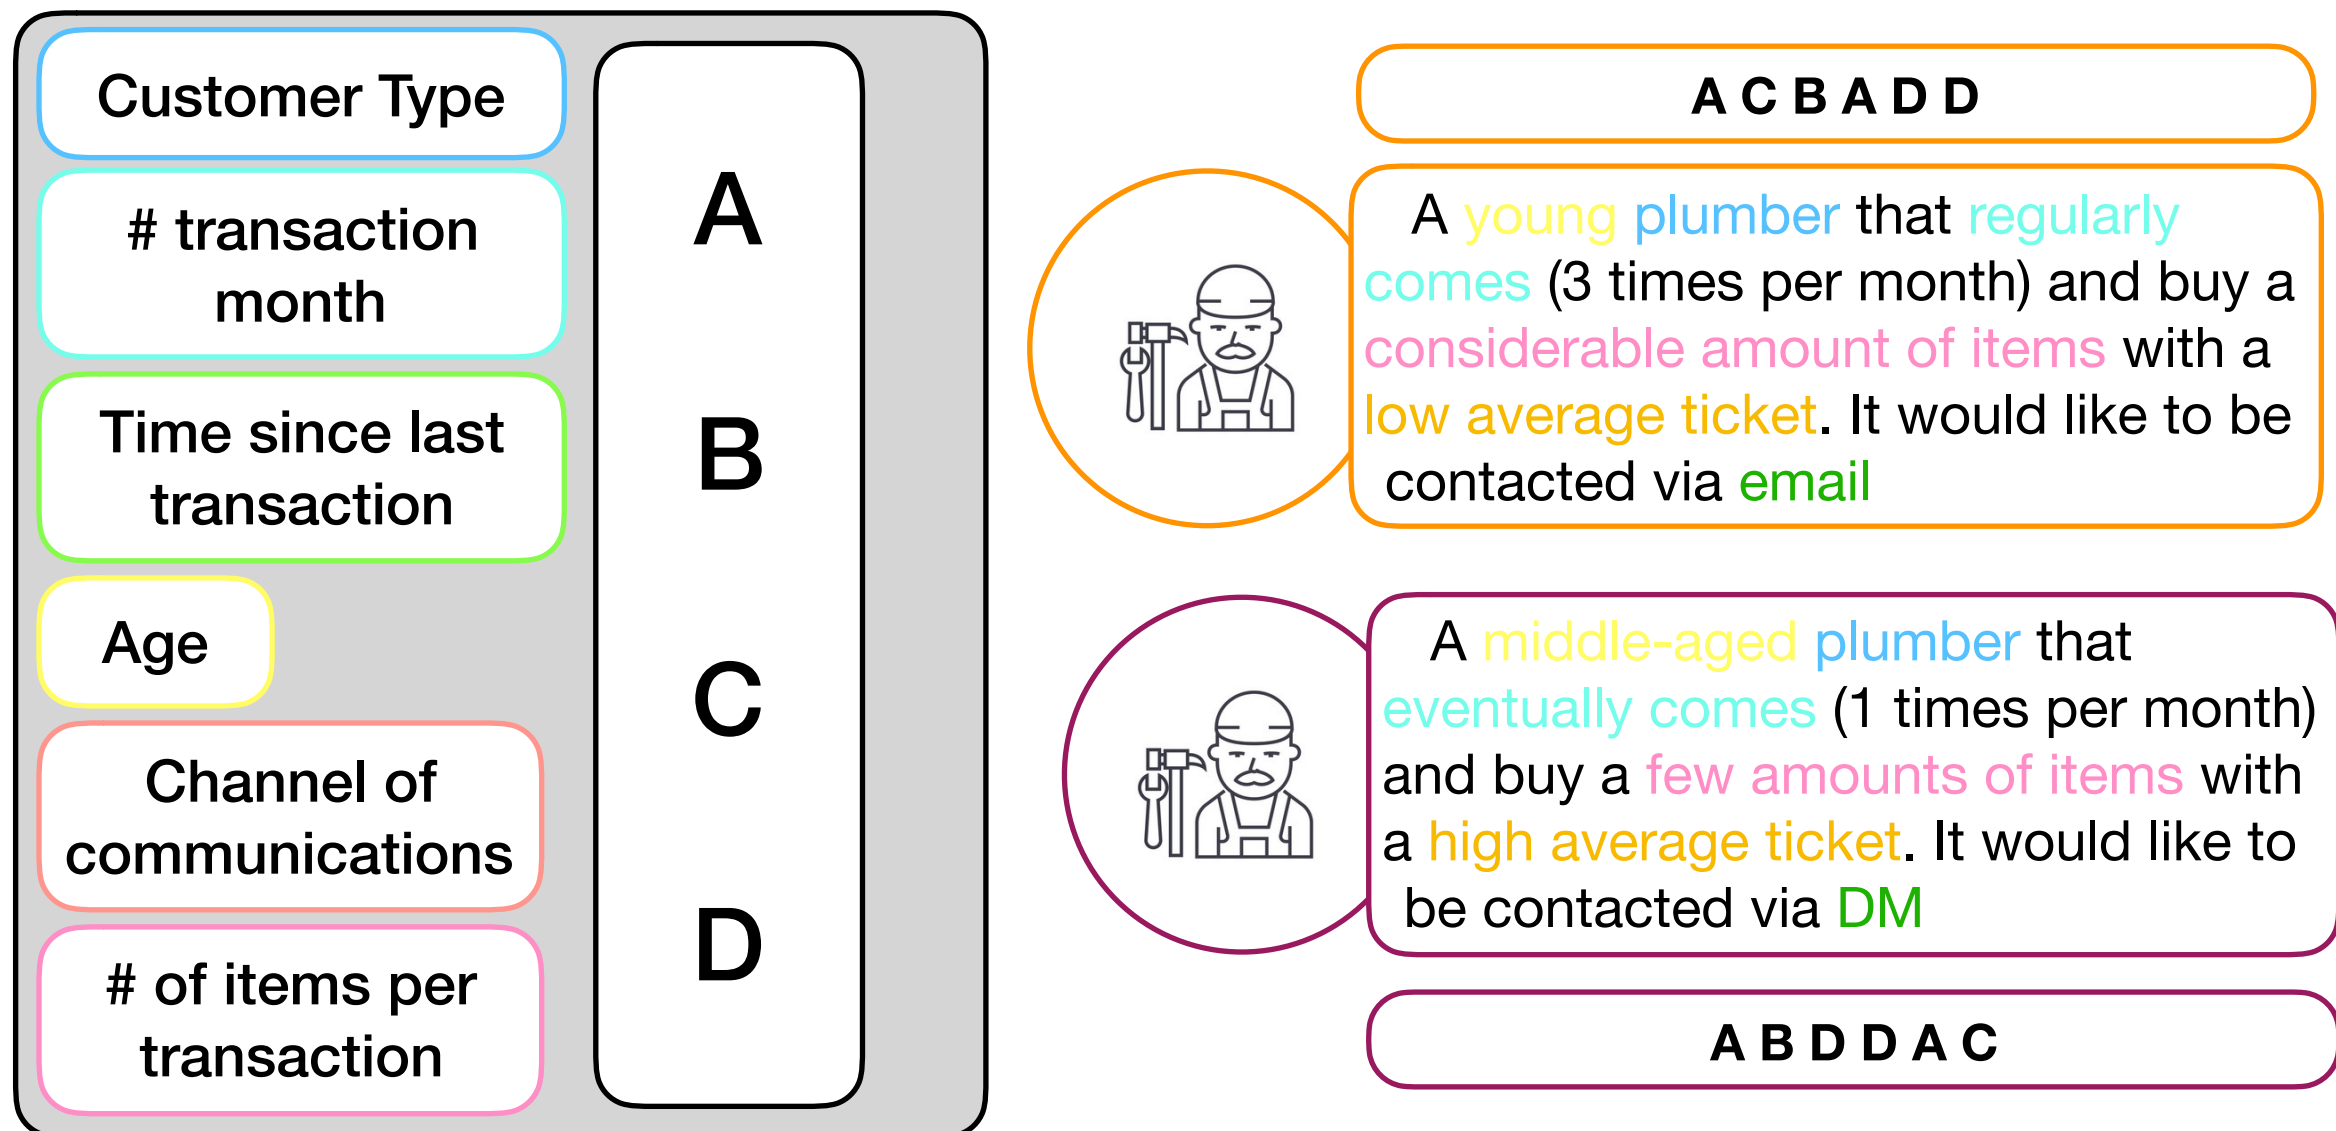 Customer Type
# transaction
month
Time since last
transaction
Age
Channel of
communications
# of items per
transaction
A
B
C
D
A C B A D D
A young plumber that regularly
comes (3 times per month) and buy a
considerable amount of items with a
low average ticket. It would like to be
contacted via email
A middle-aged plumber that
eventually comes (1 times per month)
and buy a few amounts of items with
a high average ticket. It would like to
be contacted via DM
A B D D A C